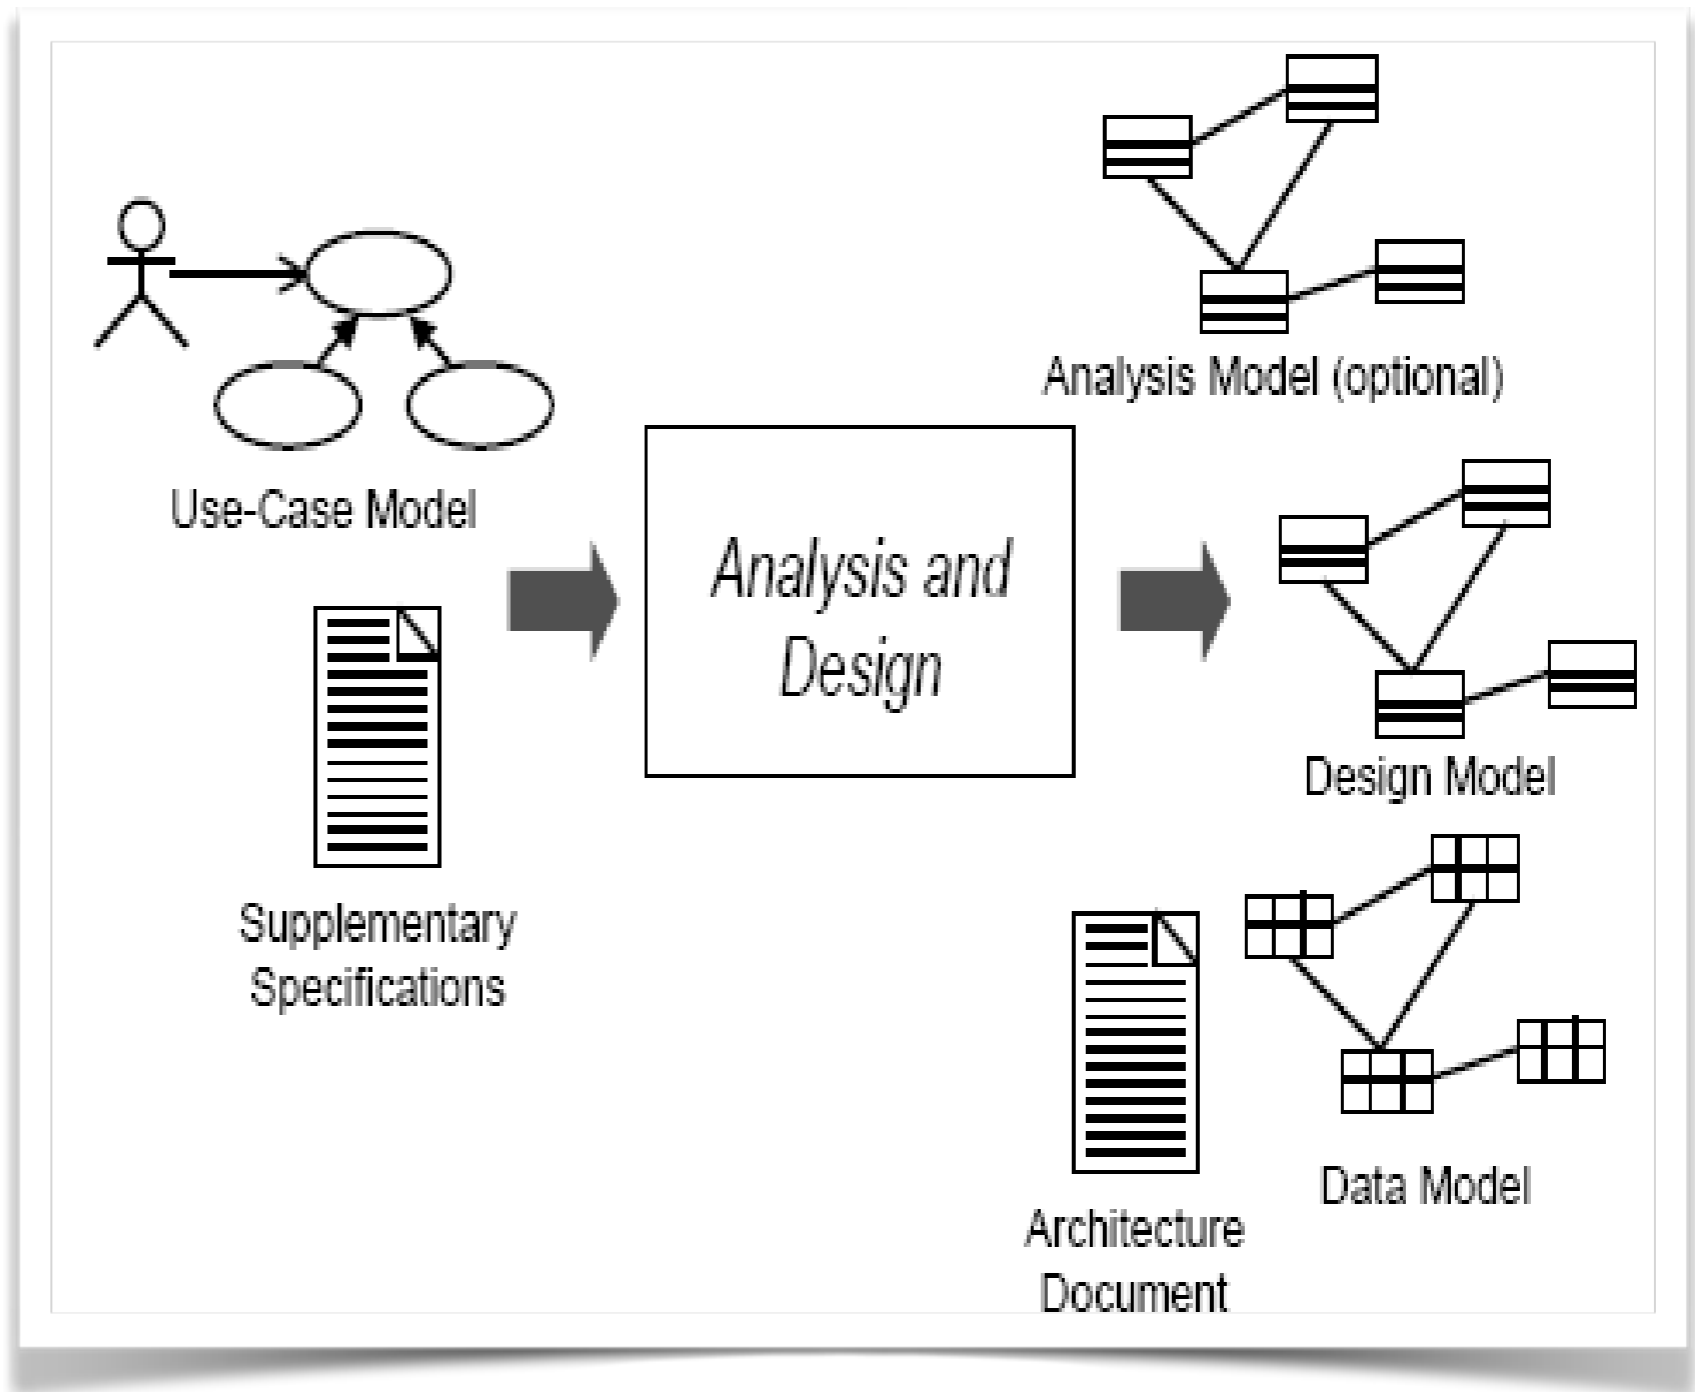 Analysis Model (optional)
Use-Case Model
Analysis and
Design
Design Model
Supplementary
Specifications
Data Model
Architecture
Document